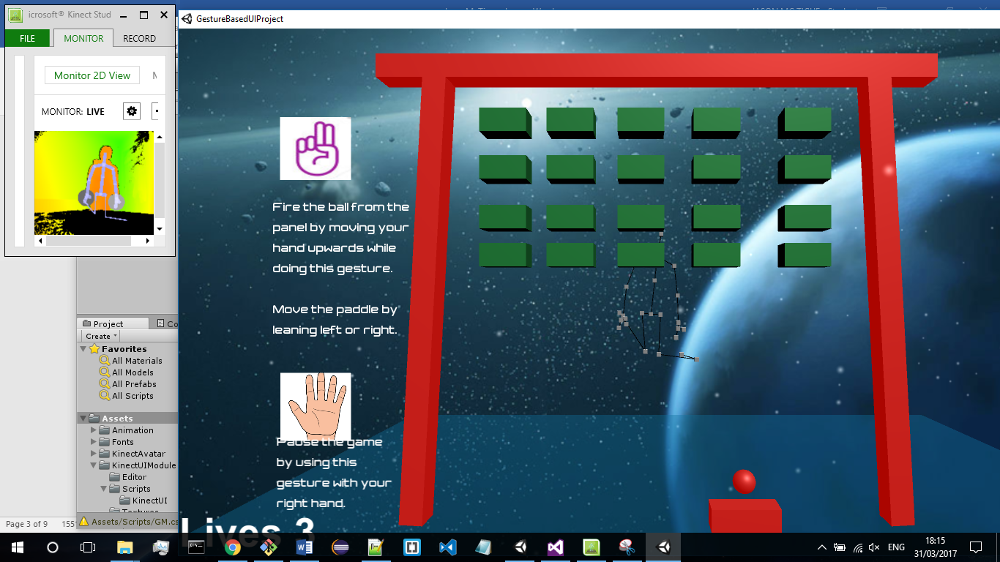 icrosoft® Kinect Stud
FILE
MONITOR
RECORD
Monitor 2D View
MONITOR: LIVE
GestureBasedUIProject
Fire the ball from the
panel by moving your
hand upwards while
doing this gesture.
Move the paddle by
leaning left or right.
Pause the game
by using this
gesture with your
right hand.
Lives 3
Project
Co
Create
Favorites
All Materials
All Models
All Prefabs
All Scripts
Assets
Animation
Fonts
KinectAvatar
KinectUIModule
Editor
Scripts
KinectUI
Textures
Assets/Scripts/GM.cs
Page 3 of 9
155
ENG
18:15
31/03/2017